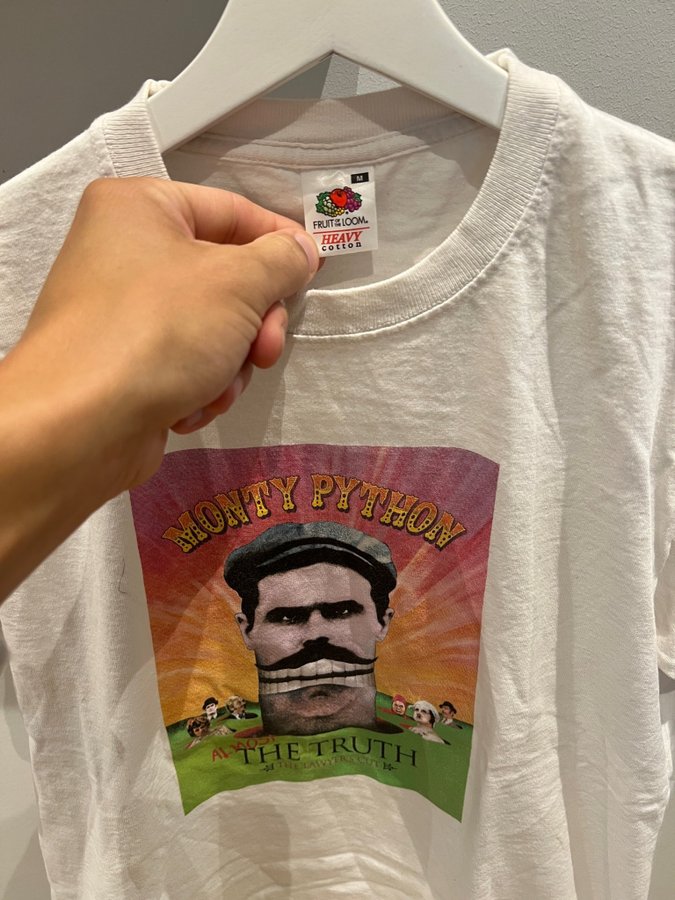 M
FRUIT OF THE LOOM®
HEAVY
cotton
MONTY PYTHON
ALMOST
THE TRUTH
THE LAWYER'S CUT